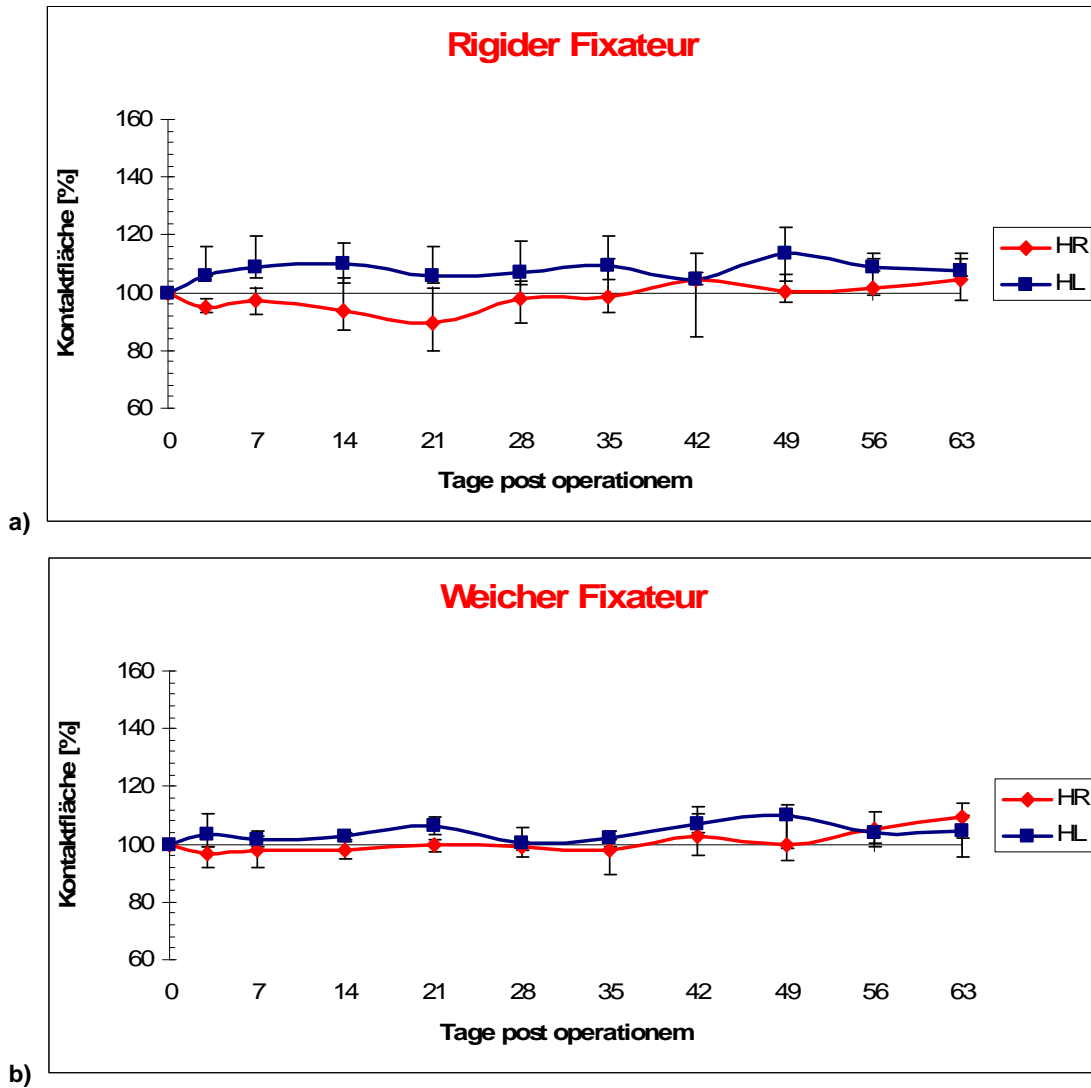 Rigider Fixateur
Kontaktfläche [%]
160
140
120
100
80
60
0 7 14 21 28 35 42 49 56 63
Tage post operationem
HR
HL
a)
Weicher Fixateur
Kontaktfläche [%]
160
140
120
100
80
60
0 7 14 21 28 35 42 49 56 63
Tage post operationem
HR
HL
b)